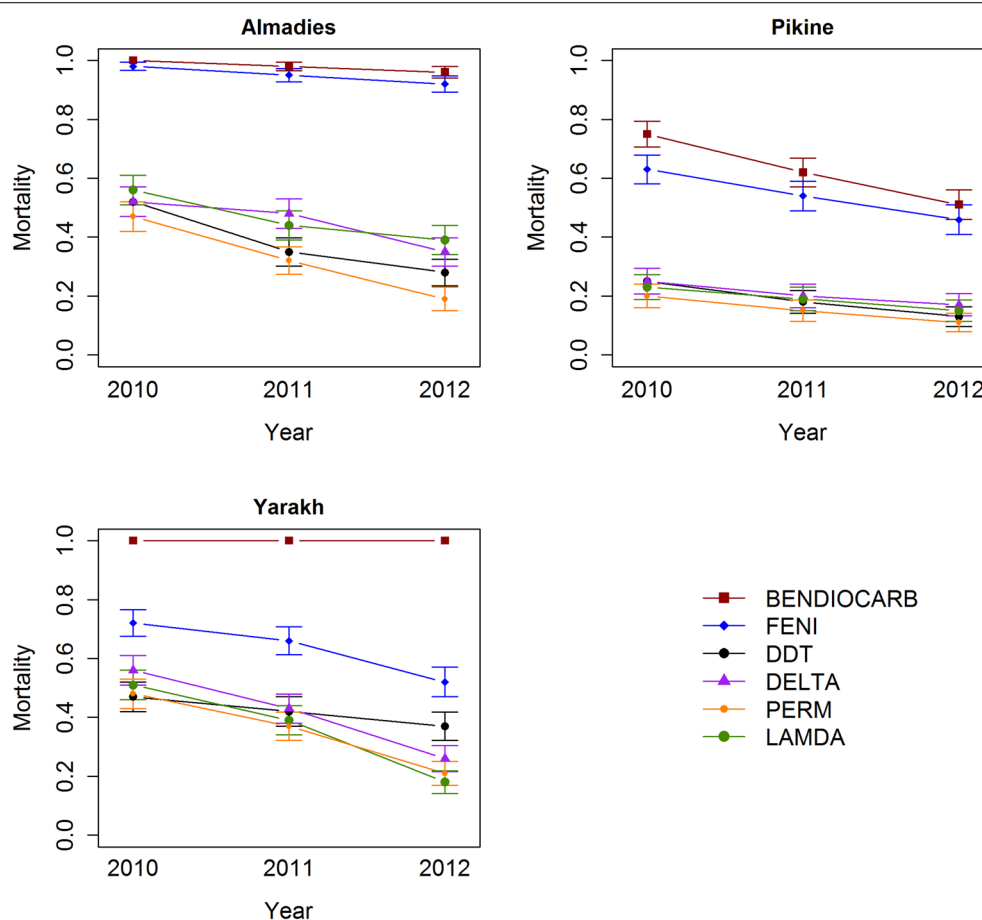 Almadies
Mortality
0.0 0.2 0.4 0.6 0.8 1.0
2010 2011 2012
Year
Pikine
Mortality
0.0 0.2 0.4 0.6 0.8 1.0
2010 2011 2012
Year
Yarakh
Mortality
0.0 0.2 0.4 0.6 0.8 1.0
2010 2011 2012
Year
BENDIOCARB
FENI
DDT
DELTA
PERM
LAMDA